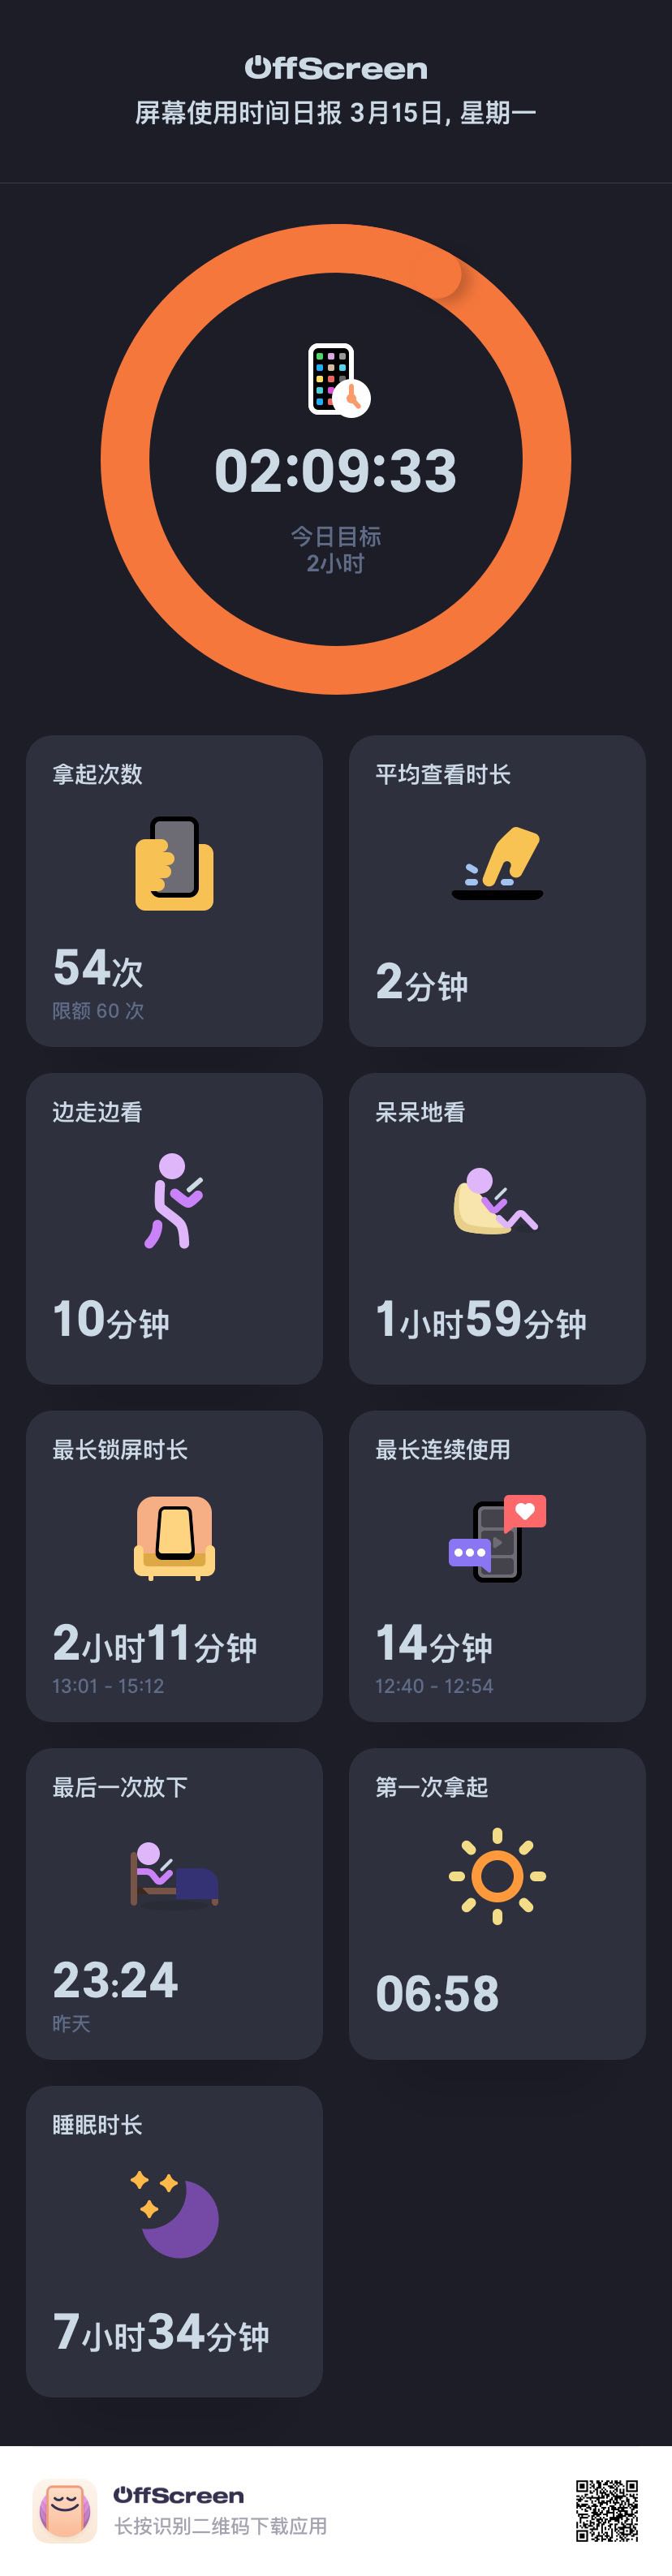 OffScreen
屏幕使用时间日报 3月15日, 星期一
02:09:33
今日目标
2小时
拿起次数
54次
限额 60 次
平均查看时长
2分钟
边走边看
10分钟
呆呆地看
1小时59分钟
最长锁屏时长
2小时11分钟
13:01 - 15:12
最长连续使用
14分钟
12:40 - 12:54
最后一次放下
23:24
昨天
第一次拿起
06:58
睡眠时长
7小时34分钟
OffScreen
长按识别二维码下载应用